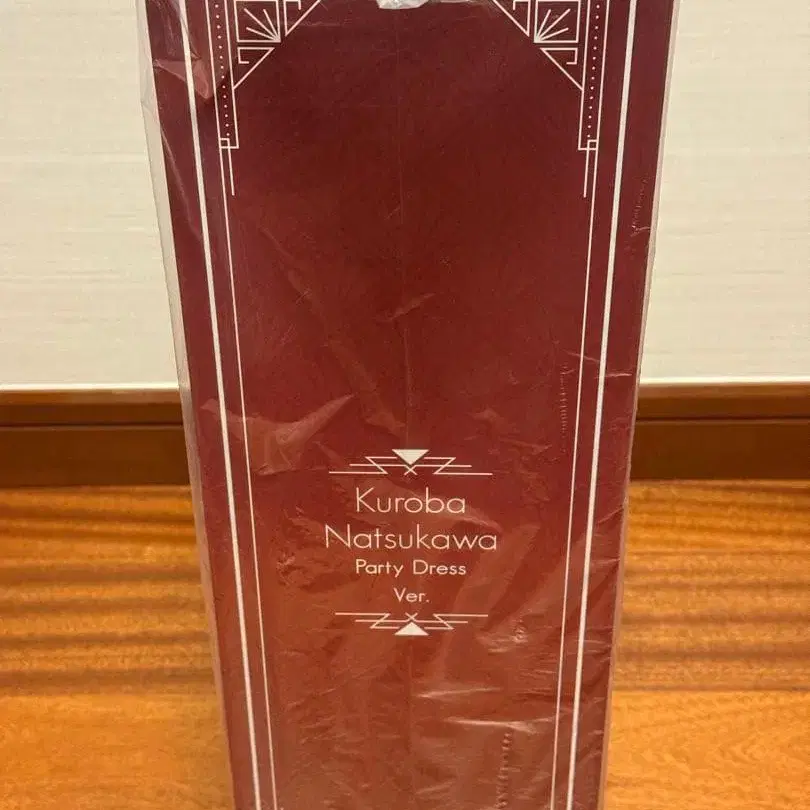 Kuroba
Natsukawa
Party Dress
Ver.